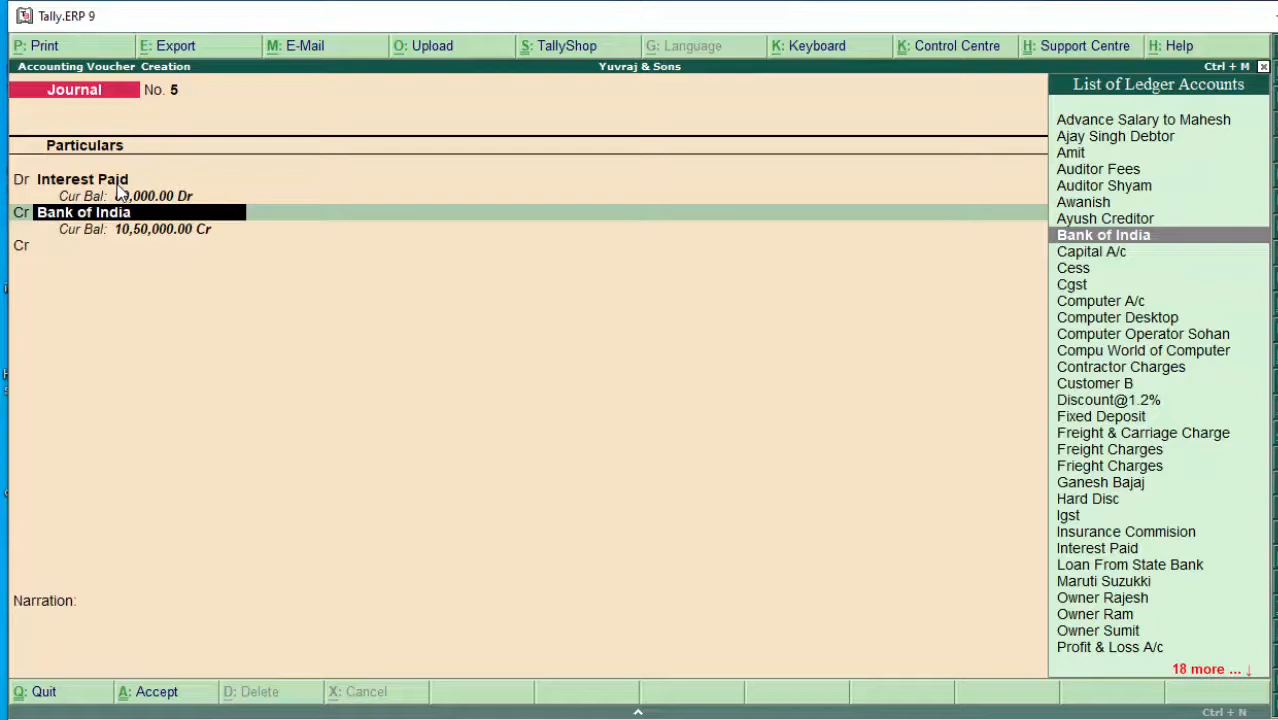 Tally.ERP 9
P: Print E: Export M: E-Mail O: Upload S: TallyShop G: Language K: Keyboard K: Control Centre H: Support Centre H: Help
Accounting Voucher Creation Yuvraj & Sons Ctrl + M
Journal No. 5
Particulars
Dr Interest Paid
Cur Bal: ,000.00 Dr
Cr Bank of India
Cur Bal: 10,50,000.00 Cr
Cr
Narration:
List of Ledger Accounts
Advance Salary to Mahesh
Ajay Singh Debtor
Amit
Auditor Fees
Auditor Shyam
Awanish
Ayush Creditor
Bank of India
Capital A/c
Cess
Cgst
Computer A/c
Computer Desktop
Computer Operator Sohan
Compu World of Computer
Contractor Charges
Customer B
Discount@1.2%
Fixed Deposit
Freight & Carriage Charge
Freight Charges
Frieght Charges
Ganesh Bajaj
Hard Disc
Igst
Insurance Commision
Interest Paid
Loan From State Bank
Maruti Suzukki
Owner Rajesh
Owner Ram
Owner Sumit
Profit & Loss A/c
18 more ... ↓
Q: Quit A: Accept D: Delete X: Cancel
Ctrl + N